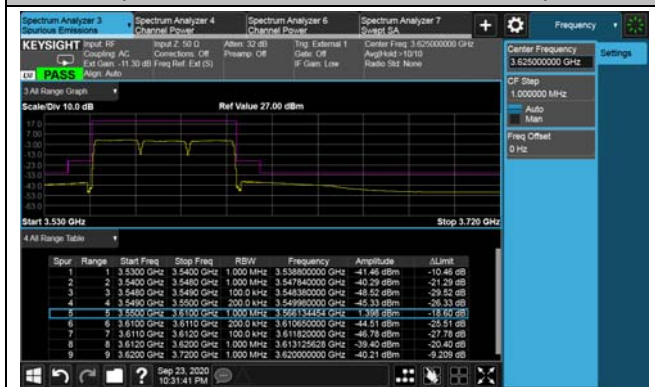 Spectrum Analyzer 3
Spurious Emissions
Spectrum Analyzer 4
Channel Power
Spectrum Analyzer 6
Channel Power
Spectrum Analyzer 7
Swept SA
Frequency
KEYSIGHT
Input: RF
Coupling: AC
Ext Gain: -11.30 dB
Align: Auto
Input Z: 50 Ω
Corrections: Off
Freq Ref: Ext (S)
Atten: 32 dB
Preamp: Off
Trig: External 1
Gate: Off
IF Gain: Low
Center Freq: 3.625000000 GHz
Avg|Hold:>10/10
Radio Std: None
LXI PASS
Center Frequency
3.625000000 GHz
Settings
CF Step
1.000000 MHz
Auto
Man
Freq Offset
0 Hz
3 All Range Graph
Scale/Div 10.0 dB
Ref Value 27.00 dBm
17.0
7.00
-3.00
-13.0
-23.0
-33.0
-43.0
-53.0
-63.0
Start 3.530 GHz
Stop 3.720 GHz
4 All Range Table
Spur Range Start Freq Stop Freq RBW Frequency Amplitude ΔLimit
1 1 3.5300 GHz 3.5400 GHz 1.000 MHz 3.538800000 GHz -41.46 dBm -10.46 dB
2 2 3.5400 GHz 3.5480 GHz 1.000 MHz 3.547840000 GHz -40.29 dBm -21.29 dB
3 3 3.5480 GHz 3.5490 GHz 100.0 kHz 3.548380000 GHz -48.52 dBm -29.52 dB
4 4 3.5490 GHz 3.5500 GHz 200.0 kHz 3.549980000 GHz -45.33 dBm -26.33 dB
5 5 3.5500 GHz 3.6100 GHz 1.000 MHz 3.566134454 GHz 1.398 dBm -18.60 dB
6 6 3.6100 GHz 3.6110 GHz 200.0 kHz 3.610650000 GHz -44.51 dBm -25.51 dB
7 7 3.6110 GHz 3.6120 GHz 100.0 kHz 3.611820000 GHz -46.78 dBm -27.78 dB
8 8 3.6120 GHz 3.6200 GHz 1.000 MHz 3.613125628 GHz -39.40 dBm -20.40 dB
9 9 3.6200 GHz 3.7200 GHz 1.000 MHz 3.620000000 GHz -40.21 dBm -9.209 dB
Sep 23, 2020
10:31:41 PM